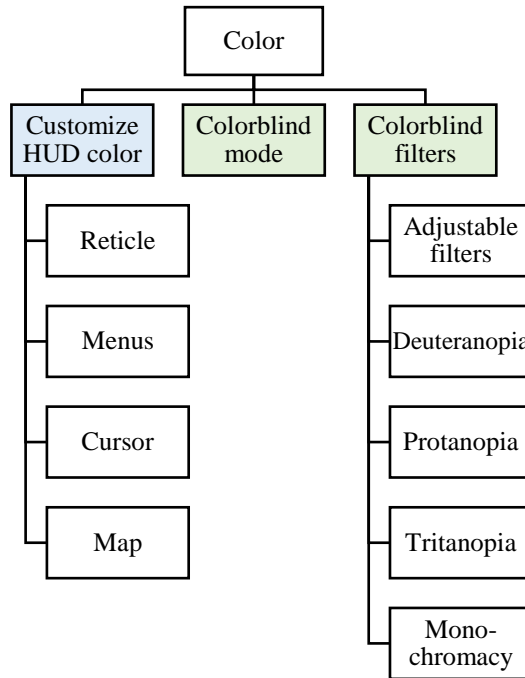 Color
Customize
HUD color
Colorblind
mode
Colorblind
filters
Reticle
Menus
Cursor
Map
Adjustable
filters
Deuteranopia
Protanopia
Tritanopia
Mono-
chromacy